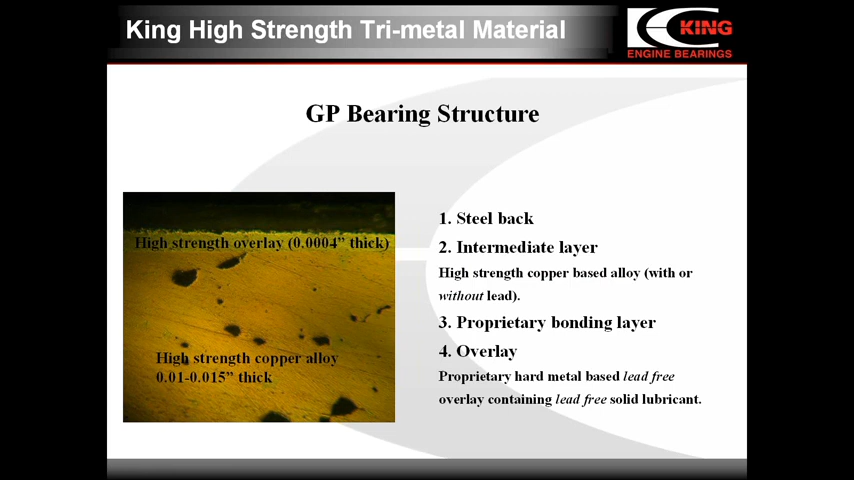 King High Strength Tri-metal Material
KING
ENGINE BEARINGS
GP Bearing Structure
High strength overlay (0.0004” thick)
High strength copper alloy
0.01-0.015” thick
1. Steel back
2. Intermediate layer
High strength copper based alloy (with or
without lead).
3. Proprietary bonding layer
4. Overlay
Proprietary hard metal based lead free
overlay containing lead free solid lubricant.